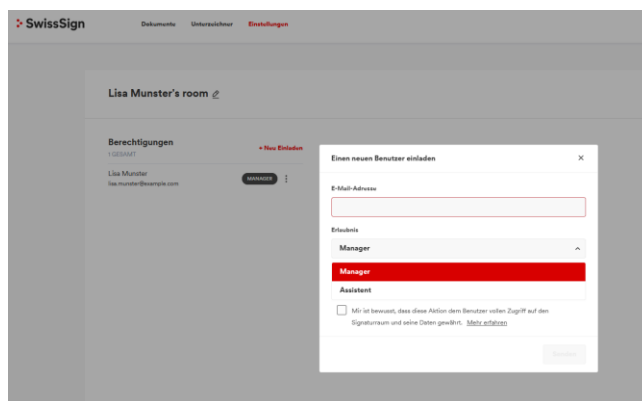 SwissSign
Dokumente Unterzeichner Einstellungen
Lisa Munster's room
Berechtigungen
1 GESAMT
+ Neu Einladen
Lisa Munster
lisa.munster@example.com
MANAGER
Einen neuen Benutzer einladen
E-Mail-Adresse
Erlaubnis
Manager
Manager
Assistent
Mir ist bewusst, dass diese Aktion dem Benutzer vollen Zugriff auf den
Signaturraum und seine Daten gewährt. Mehr erfahren